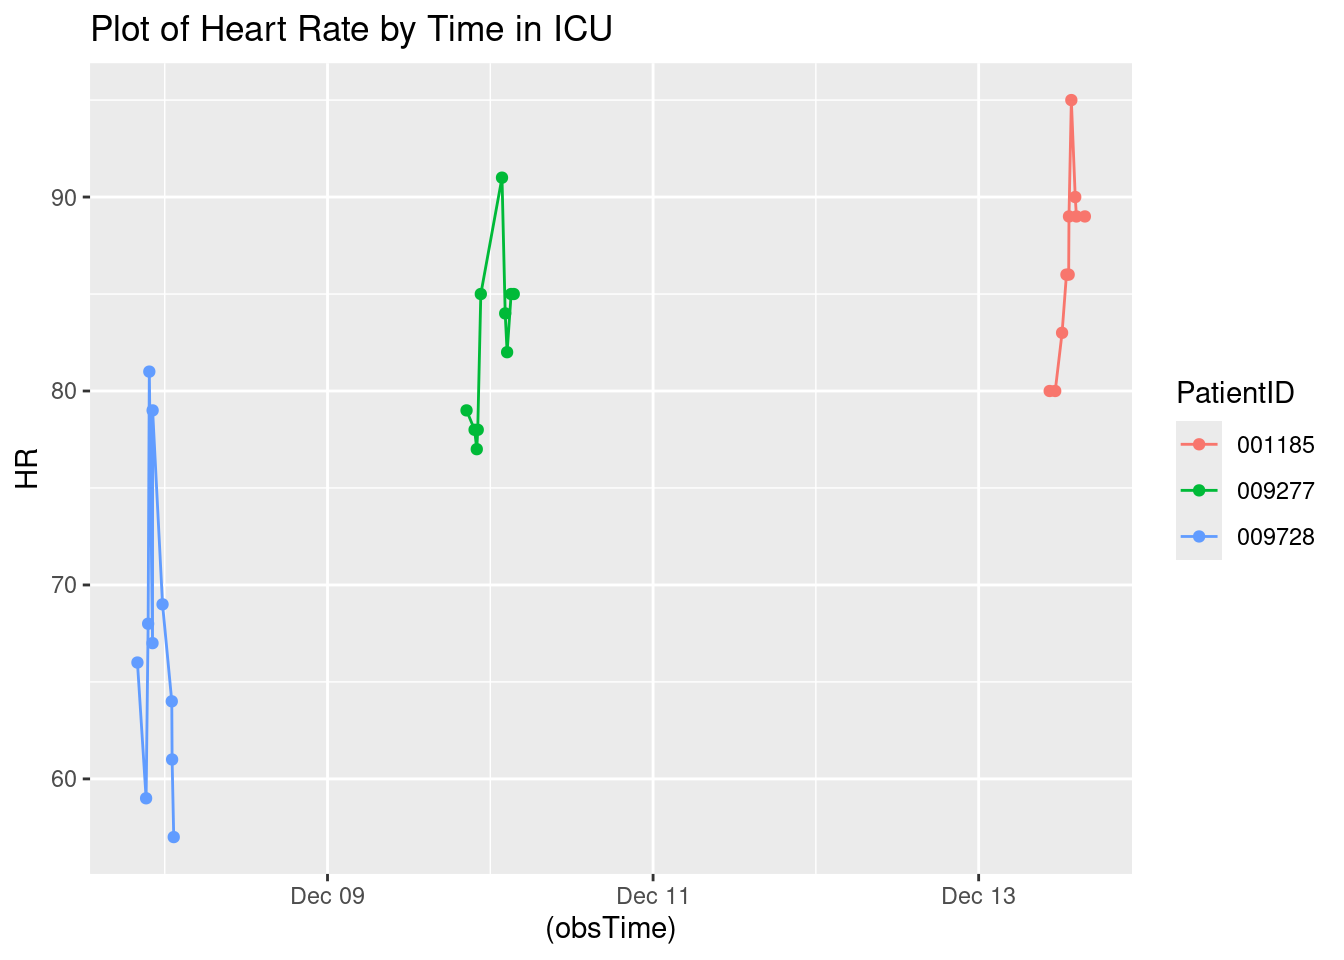 Plot of Heart Rate by Time in ICU
90
80
70
60
HR
Dec 09
Dec 11
Dec 13
(obsTime)
PatientID
001185
009277
009728